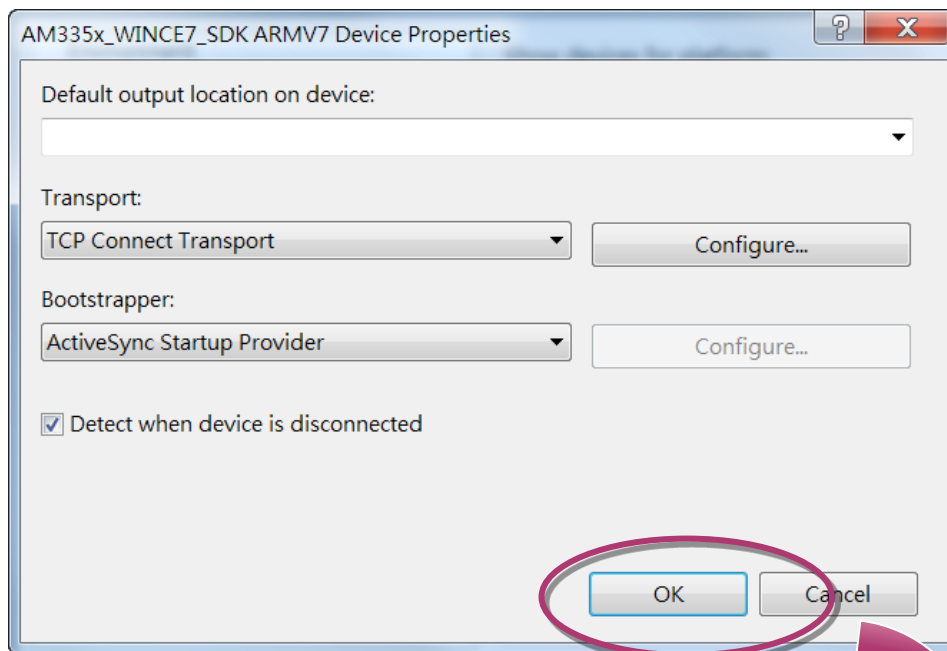 AM335x_WINCE7_SDK ARMV7 Device Properties
Default output location on device:
Transport:
TCP Connect Transport
Configure...
Bootstrapper:
ActiveSync Startup Provider
Configure...
Detect when device is disconnected
OK
Cancel